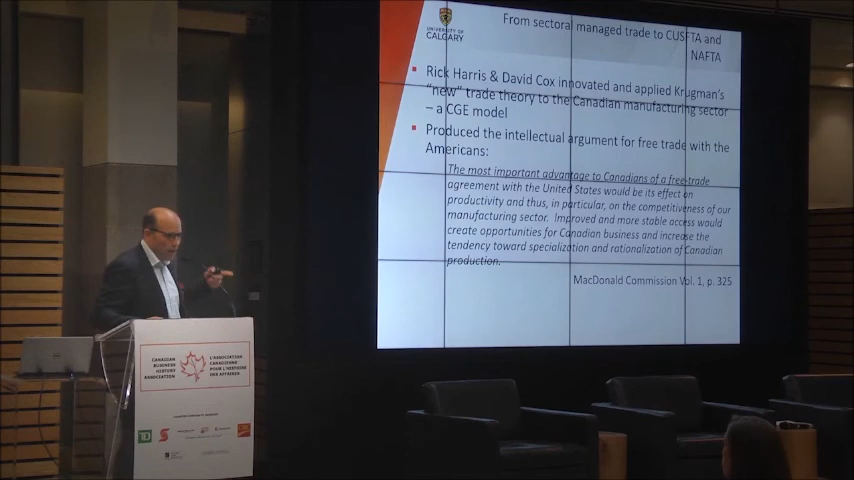 UNIVERSITY OF
CALGARY
From sectoral managed trade to CUSFTA and
NAFTA
Rick Harris & David Cox innovated and applied Krugman's
"new" trade theory to the Canadian manufacturing sector
– a CGE model
Produced the intellectual argument for free trade with the
Americans:
The most important advantage to Canadians of a free-trade
agreement with the United States would be its effect on
productivity and thus, in particular, on the competitiveness of our
manufacturing sector. Improved and more stable access would
create opportunities for Canadian business and increase the
tendency toward specialization and rationalization of Canadian
production.
MacDonald Commission Vol. 1, p. 325
CANADIAN
BUSINESS
HISTORY
ASSOCIATION
L'ASSOCIATION
CANADIENNE
POUR L'HISTOIRE
DES AFFAIRES
TD